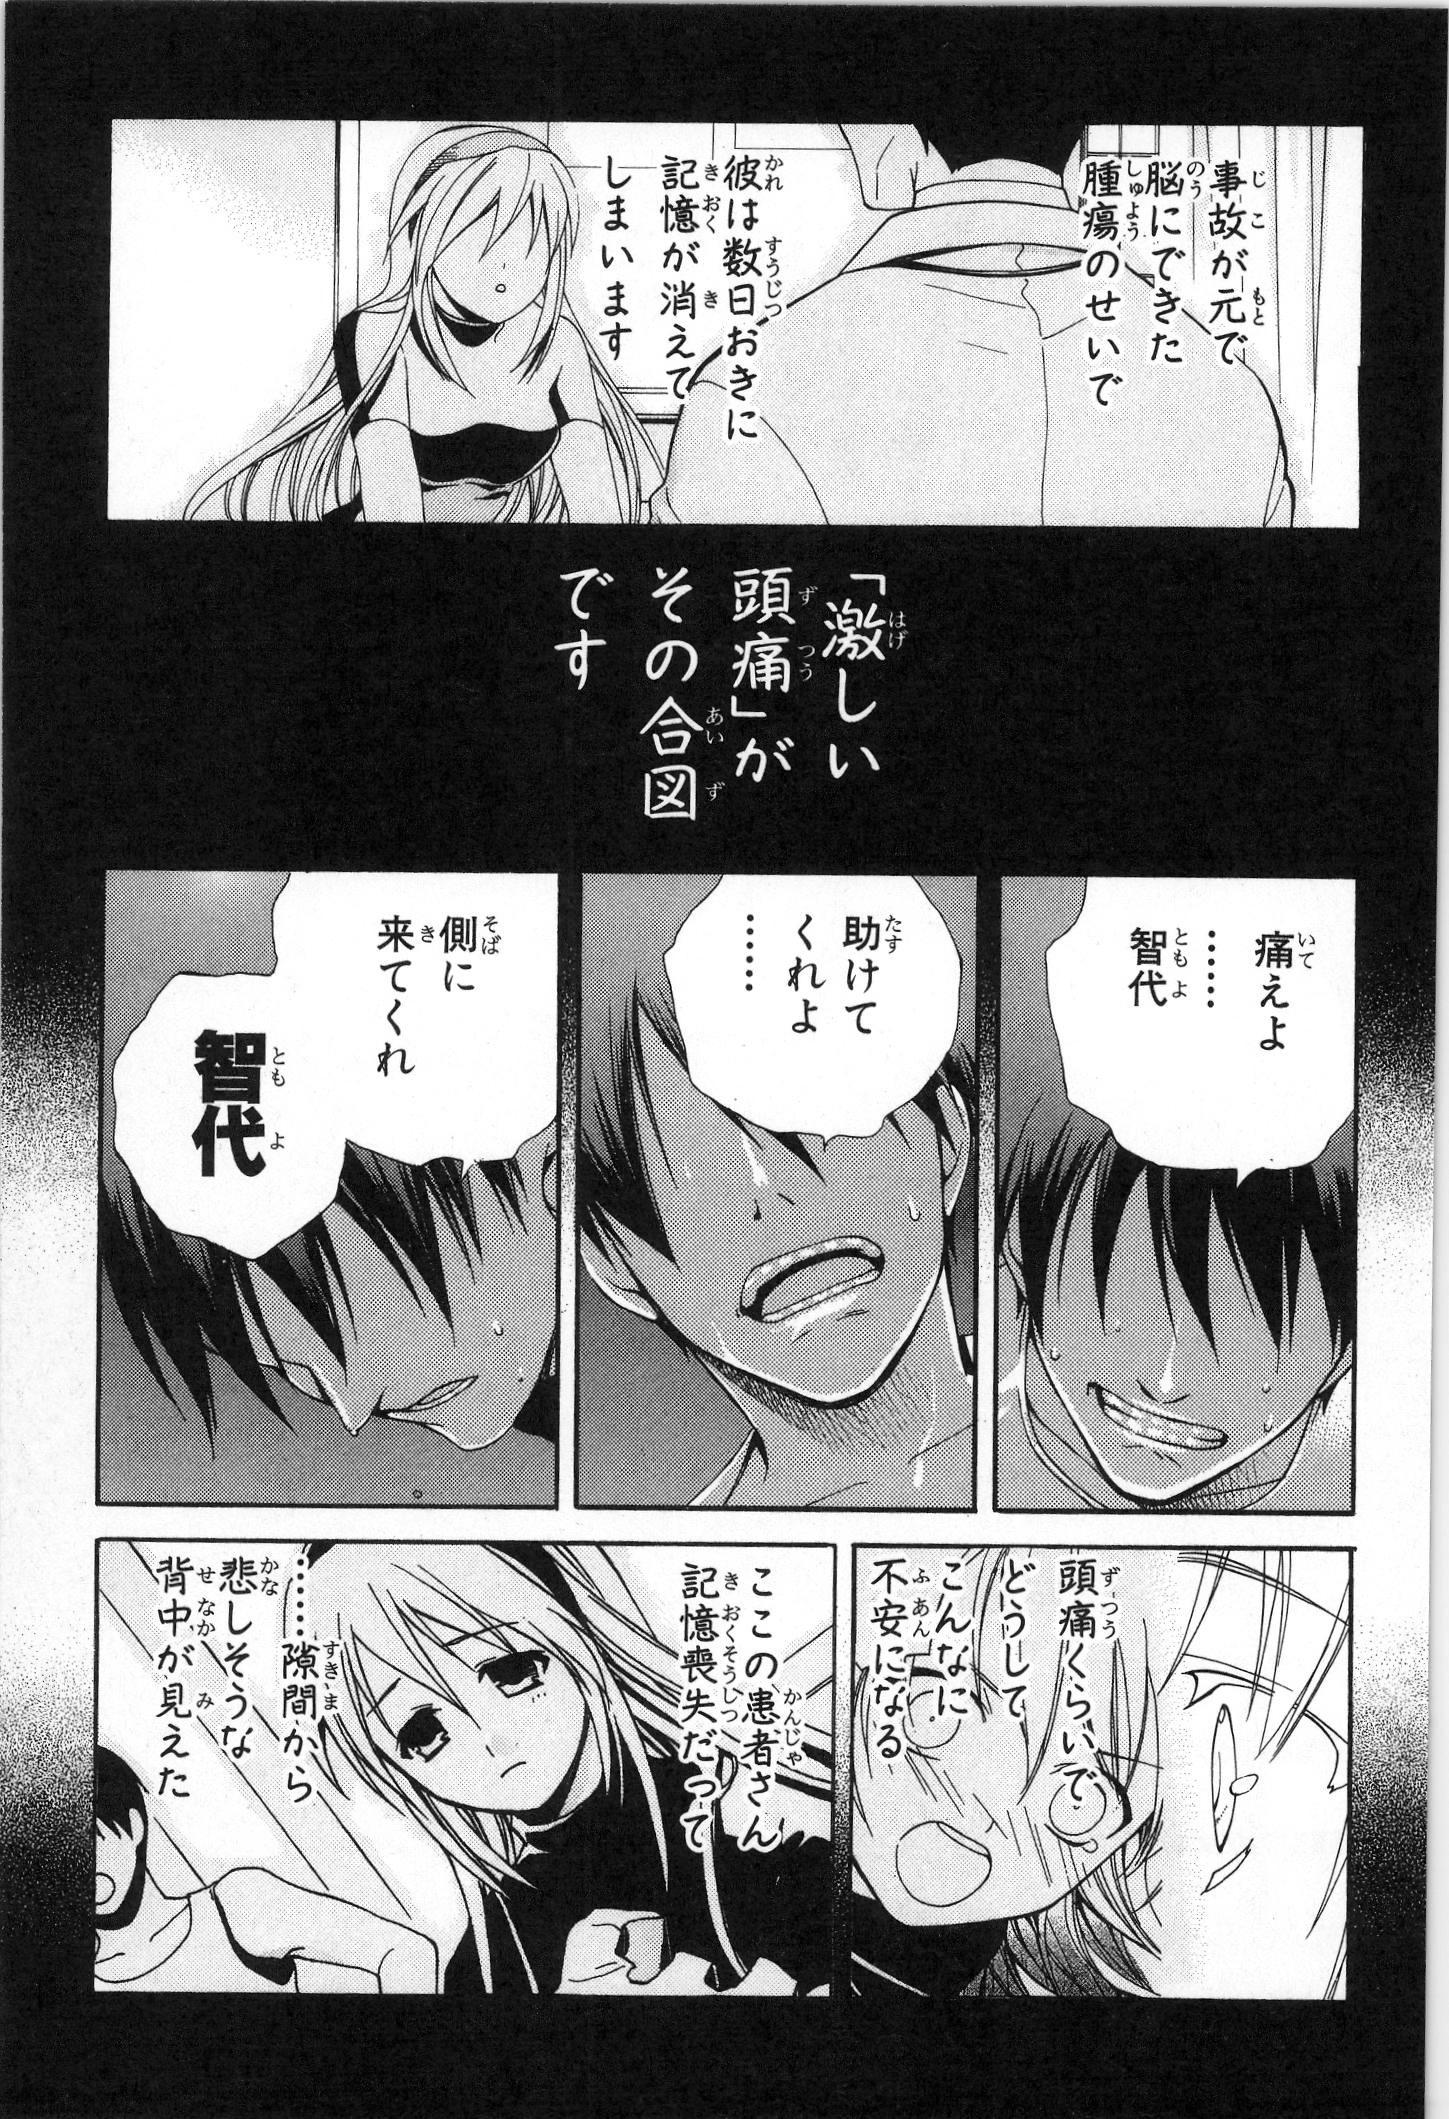 事故が元で
脳にできた
腫瘍のせいで
彼は数日おきに
記憶が消えて
しまいます
「激しい
頭痛」が
その合図
です
痛えよ
……
智代
助けて
くれよ
……
側に
来てくれ
智代
頭痛くらいで
どうして
こんなに
不安になる
ここの患者さん
記憶喪失だって
……隙間から
悲しそうな
背中が見えた